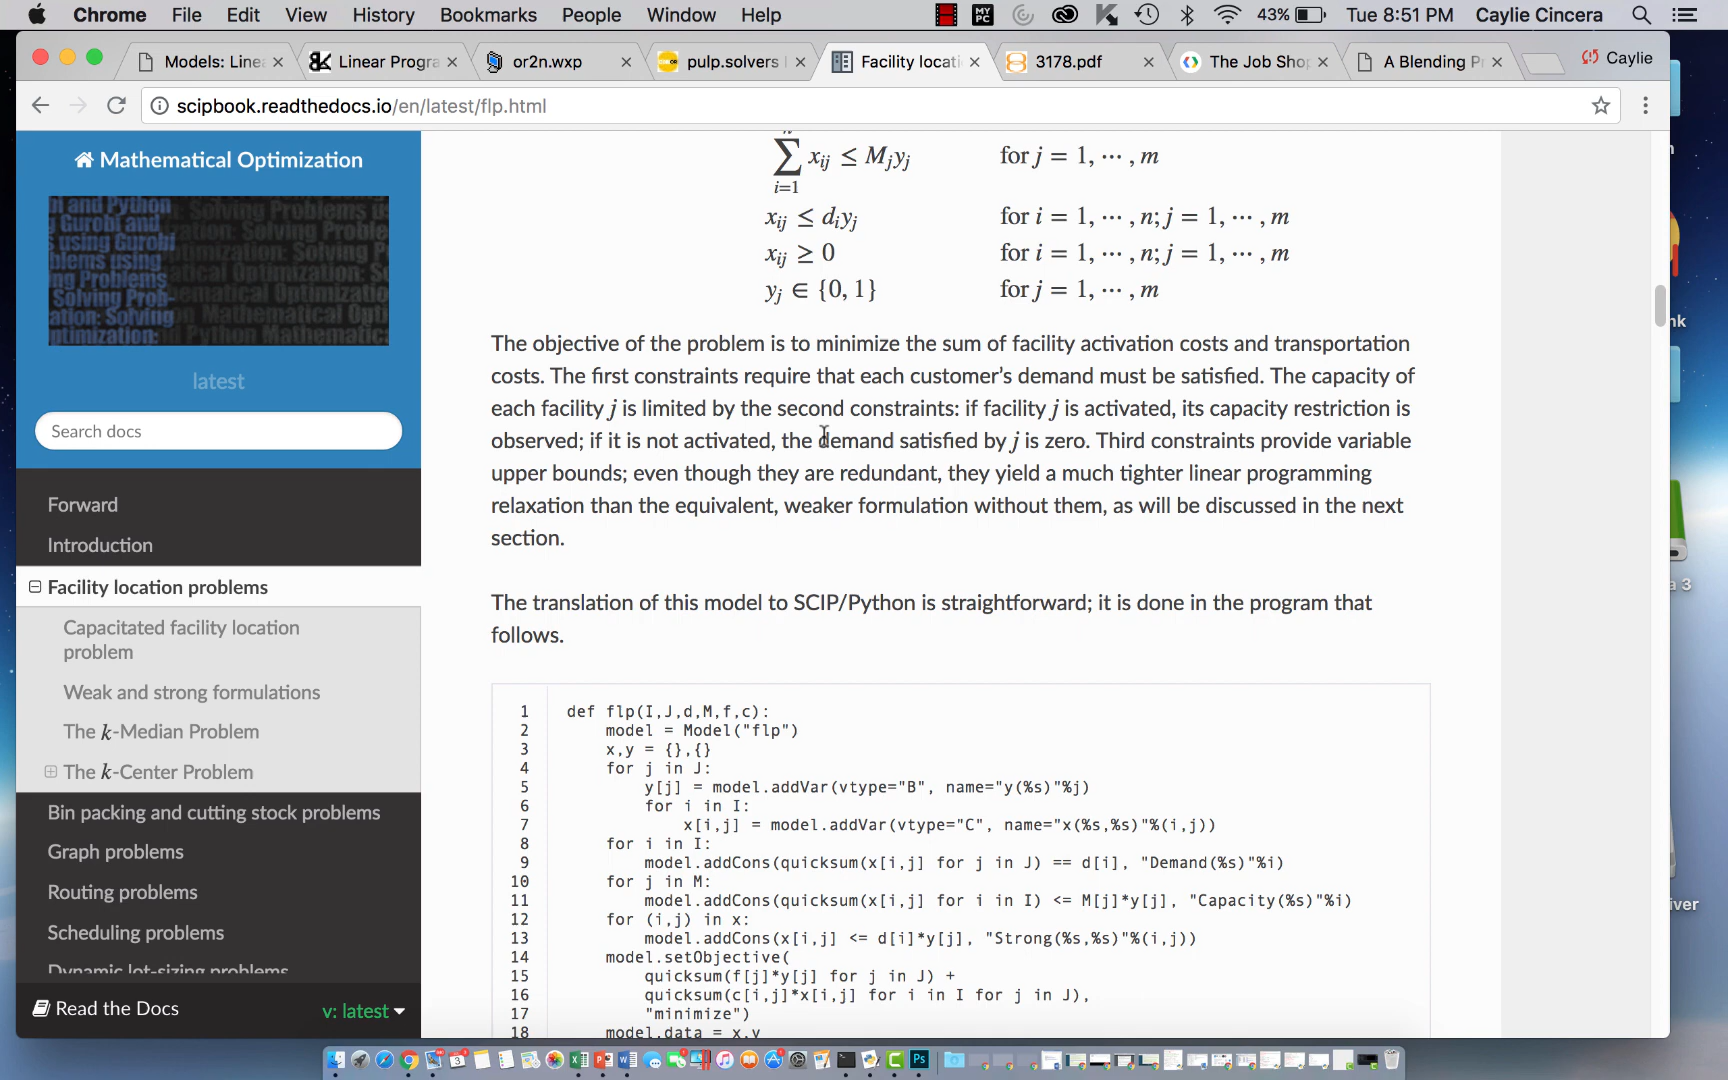 Chrome File Edit View History Bookmarks People Window Help MY PC 43% Tue 8:51 PM Caylie Cincera
Models: Linea Linear Progra or2n.wxp pulp.solvers Facility locati 3178.pdf The Job Sho A Blending P Caylie
scipbook.readthedocs.io/en/latest/flp.html
Mathematical Optimization
latest
Search docs
Forward
Introduction
Facility location problems
Capacitated facility location
problem
Weak and strong formulations
The k-Median Problem
The k-Center Problem
Bin packing and cutting stock problems
Graph problems
Routing problems
Scheduling problems
Dynamic lot-sizing problems
Read the Docs v: latest
n
∑ x_ij ≤ M_j y_j for j = 1, ⋯ , m
i=1
x_ij ≤ d_i y_j for i = 1, ⋯ , n; j = 1, ⋯ , m
x_ij ≥ 0 for i = 1, ⋯ , n; j = 1, ⋯ , m
y_j ∈ {0, 1} for j = 1, ⋯ , m
The objective of the problem is to minimize the sum of facility activation costs and transportation
costs. The first constraints require that each customer’s demand must be satisfied. The capacity of
each facility j is limited by the second constraints: if facility j is activated, its capacity restriction is
observed; if it is not activated, the demand satisfied by j is zero. Third constraints provide variable
upper bounds; even though they are redundant, they yield a much tighter linear programming
relaxation than the equivalent, weaker formulation without them, as will be discussed in the next
section.
The translation of this model to SCIP/Python is straightforward; it is done in the program that
follows.
1 def flp(I,J,d,M,f,c):
2 model = Model("flp")
3 x,y = {},{}
4 for j in J:
5 y[j] = model.addVar(vtype="B", name="y(%s)"%j)
6 for i in I:
7 x[i,j] = model.addVar(vtype="C", name="x(%s,%s)"%(i,j))
8 for i in I:
9 model.addCons(quicksum(x[i,j] for j in J) == d[i], "Demand(%s)"%i)
10 for j in M:
11 model.addCons(quicksum(x[i,j] for i in I) <= M[j]*y[j], "Capacity(%s)"%i)
12 for (i,j) in x:
13 model.addCons(x[i,j] <= d[i]*y[j], "Strong(%s,%s)"%(i,j))
14 model.setObjective(
15 quicksum(f[j]*y[j] for j in J) +
16 quicksum(c[i,j]*x[i,j] for i in I for j in J),
17 "minimize")
18 model.data = x,y